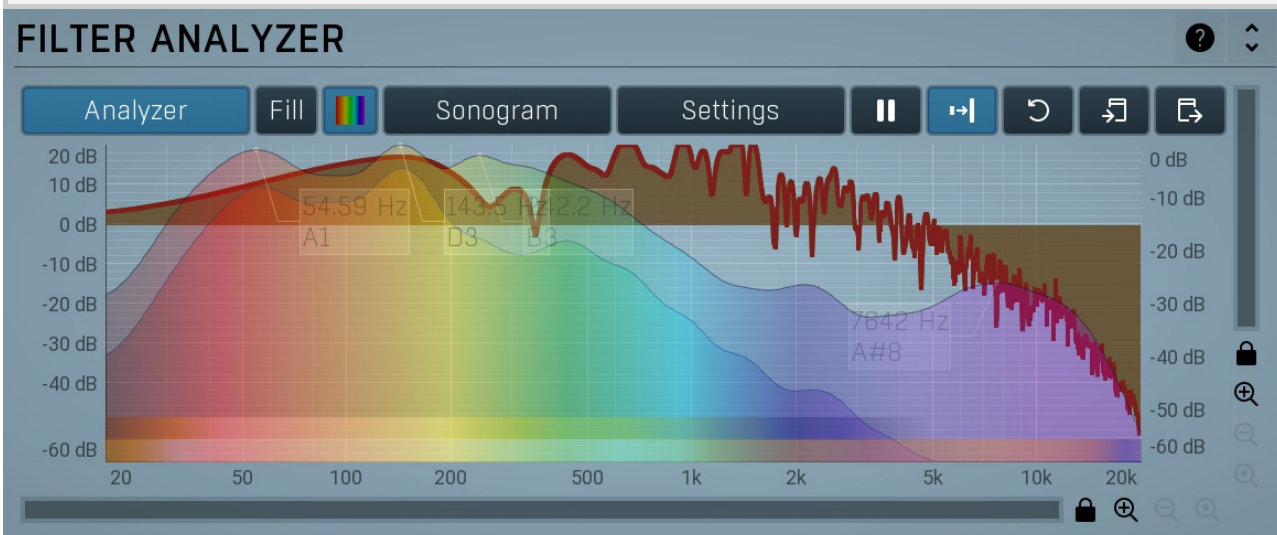 FILTER ANALYZER
?
Analyzer Fill Sonogram Settings
20 dB
10 dB
0 dB
-10 dB
-20 dB
-30 dB
-40 dB
-60 dB
0 dB
-10 dB
-20 dB
-30 dB
-40 dB
-50 dB
-60 dB
54.59 Hz
A1
143.5 Hz
D3
42.2 Hz
B3
7642 Hz
A#8
20 50 100 200 500 1k 2k 5k 10k 20k